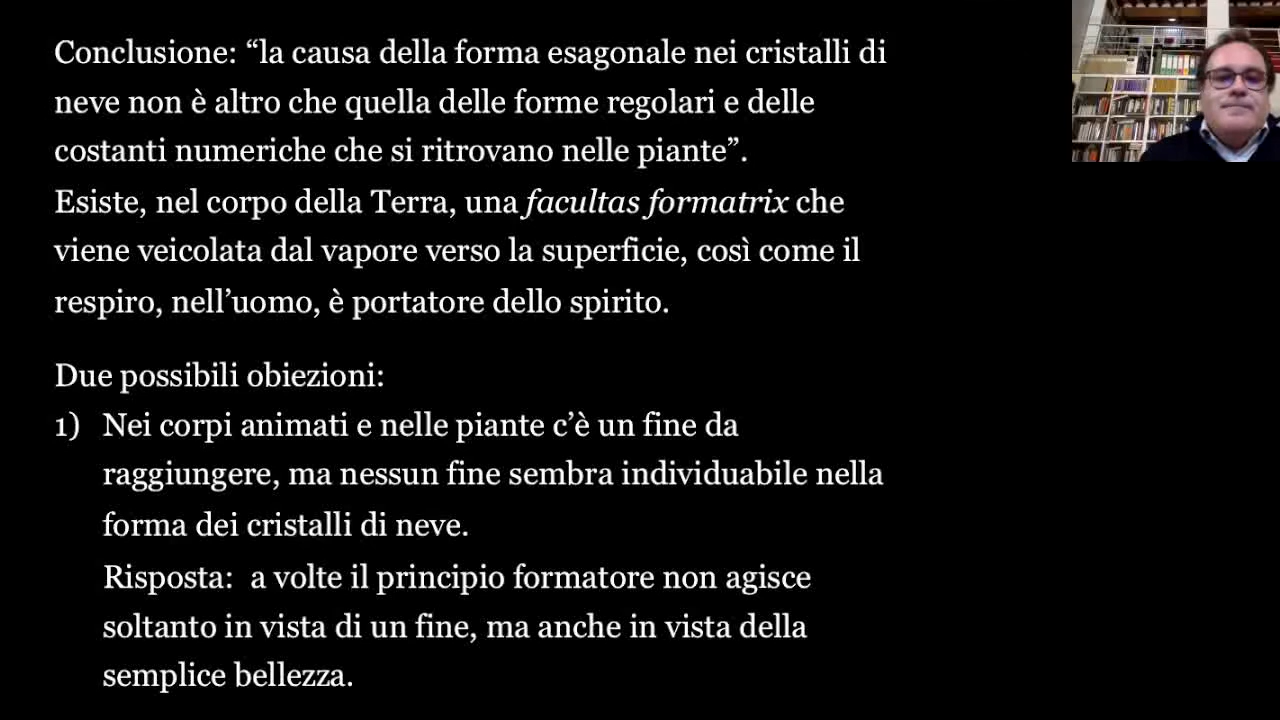 Conclusione: “la causa della forma esagonale nei cristalli di
neve non è altro che quella delle forme regolari e delle
costanti numeriche che si ritrovano nelle piante”.
Esiste, nel corpo della Terra, una facultas formatrix che
viene veicolata dal vapore verso la superficie, così come il
respiro, nell’uomo, è portatore dello spirito.
Due possibili obiezioni:
1) Nei corpi animati e nelle piante c’è un fine da
raggiungere, ma nessun fine sembra individuabile nella
forma dei cristalli di neve.
Risposta: a volte il principio formatore non agisce
soltanto in vista di un fine, ma anche in vista della
semplice bellezza.